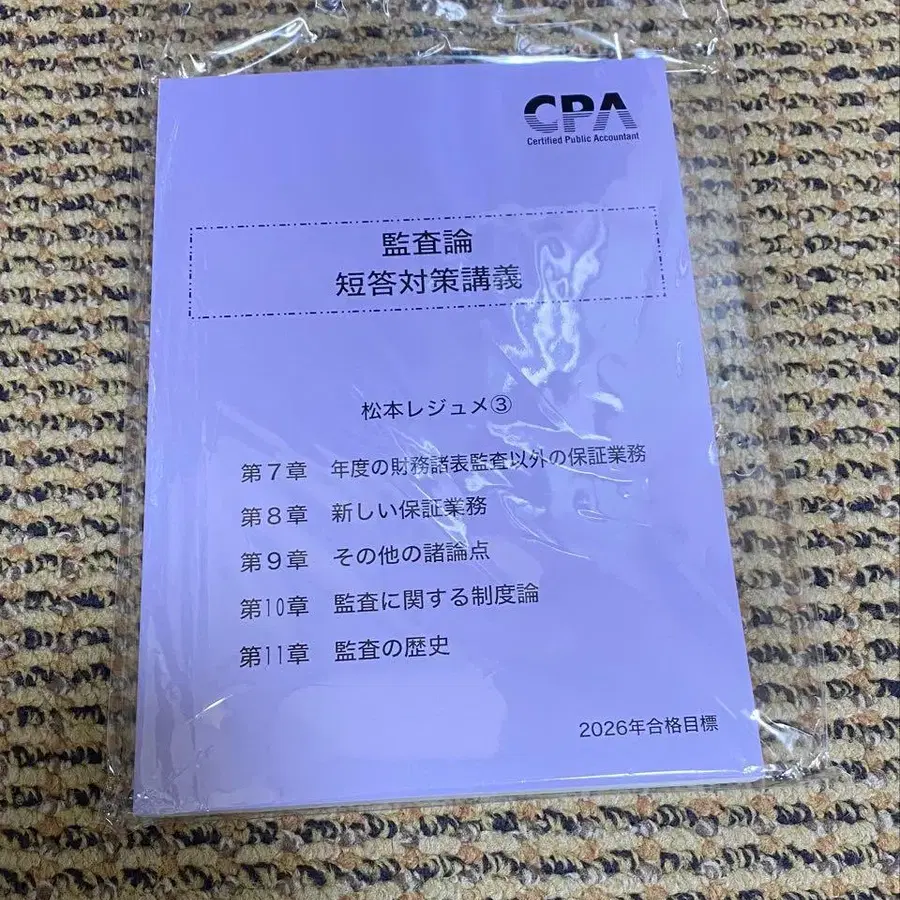 CPA
Certified Public Accountant
監査論
短答対策講義
松本レジュメ③
第7章 年度の財務諸表監査以外の保証業務
第8章 新しい保証業務
第9章 その他の諸論点
第10章 監査に関する制度論
第11章 監査の歴史
2026年合格目標